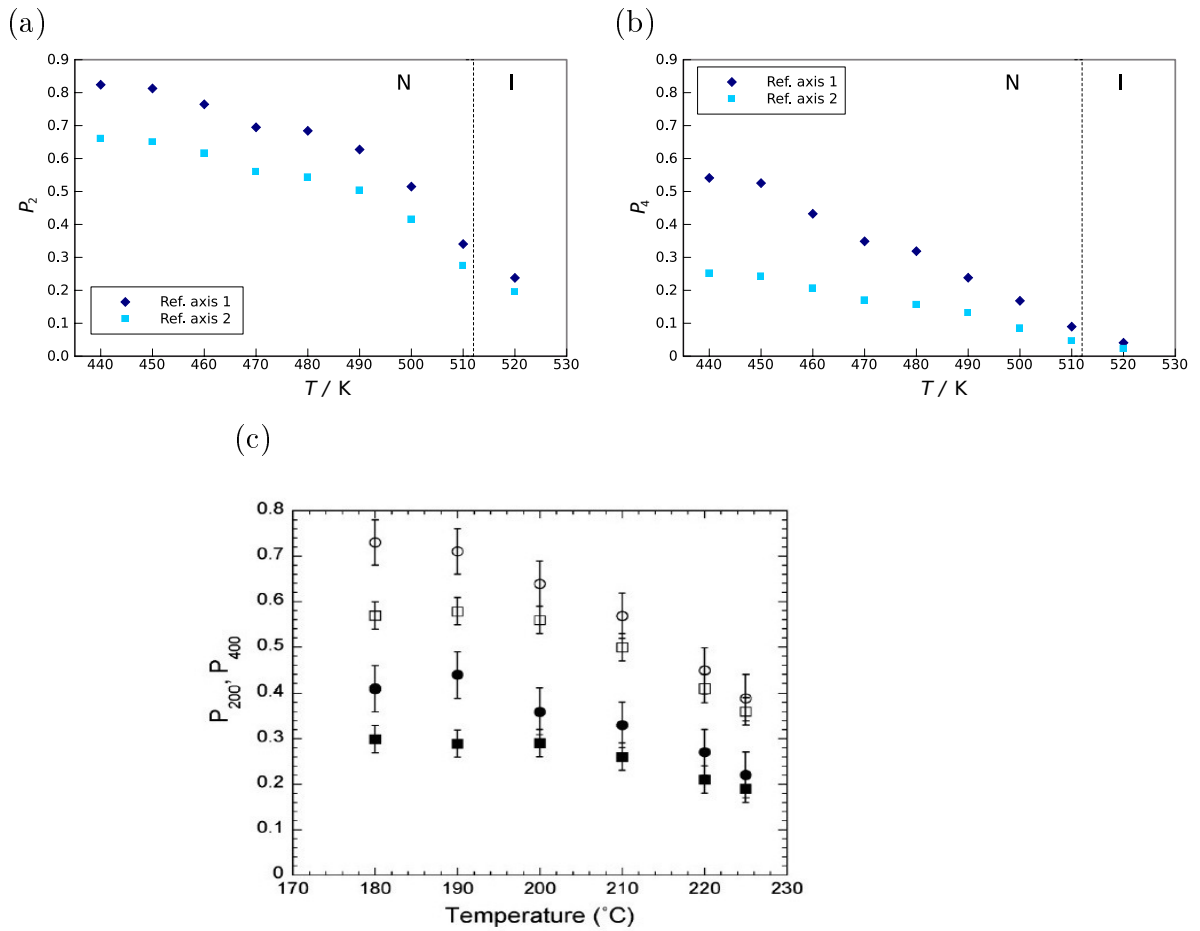 (a)
0.9
0.8
0.7
0.6
0.5
0.4
0.3
0.2
0.1
0.0
P2
N
I
Ref. axis 1
Ref. axis 2
440 450 460 470 480 490 500 510 520 530
T / K
(b)
0.9
0.8
0.7
0.6
0.5
0.4
0.3
0.2
0.1
0.0
P4
Ref. axis 1
Ref. axis 2
N
I
440 450 460 470 480 490 500 510 520 530
T / K
(c)
0.8
0.7
0.6
0.5
0.4
0.3
0.2
0.1
0
P200, P400
170 180 190 200 210 220 230
Temperature (°C)